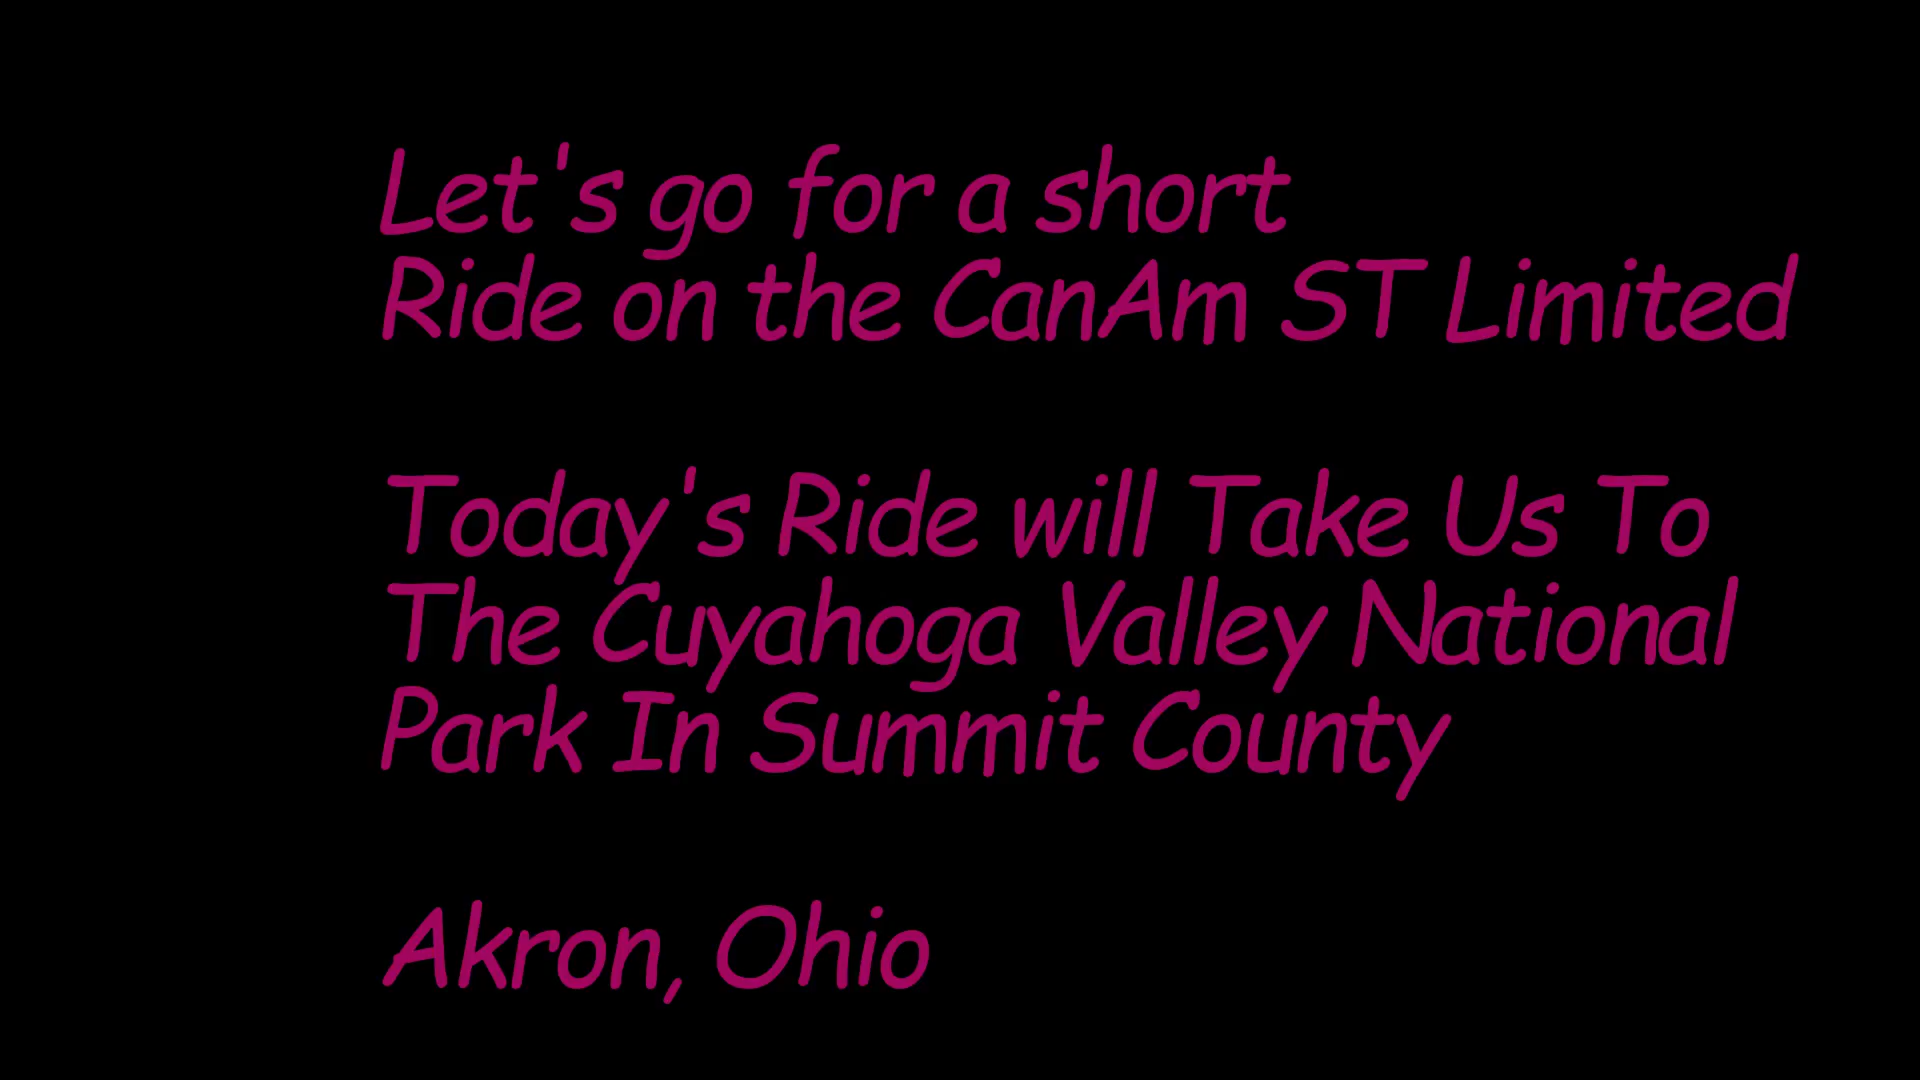 Let's go for a short
Ride on the CanAm ST Limited
Today's Ride will Take Us To
The Cuyahoga Valley National
Park In Summit County
Akron, Ohio